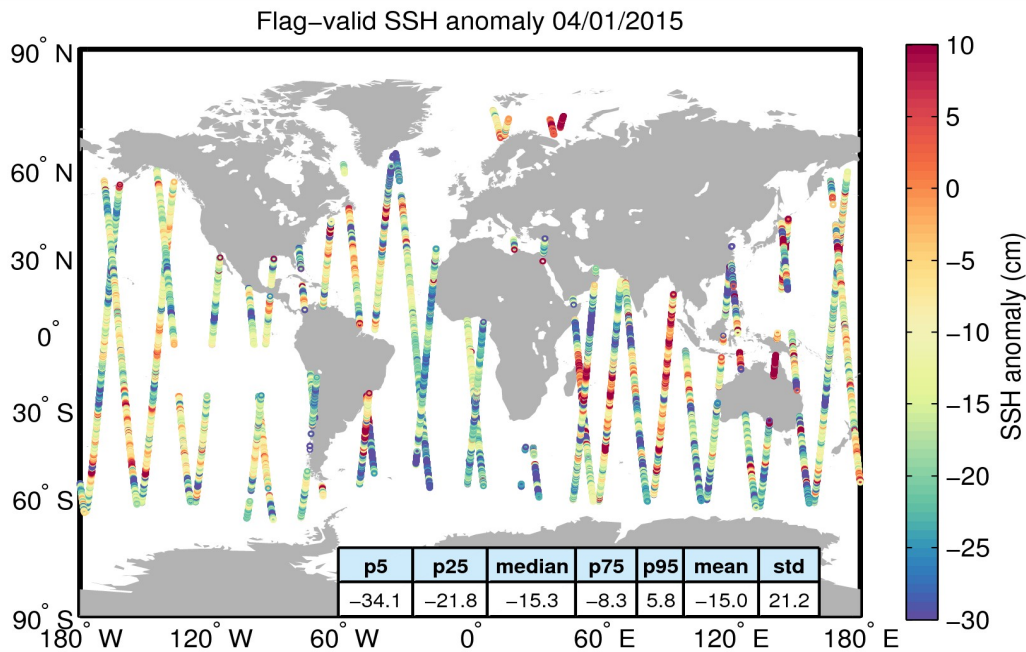 Flag−valid SSH anomaly 04/01/2015
90° N
60° N
30° N
0°
30° S
60° S
90° S
180° W 120° W 60° W 0° 60° E 120° E 180° E
p5 p25 median p75 p95 mean std
−34.1 −21.8 −15.3 −8.3 5.8 −15.0 21.2
10
5
0
−5
−10
−15
−20
−25
−30
SSH anomaly (cm)